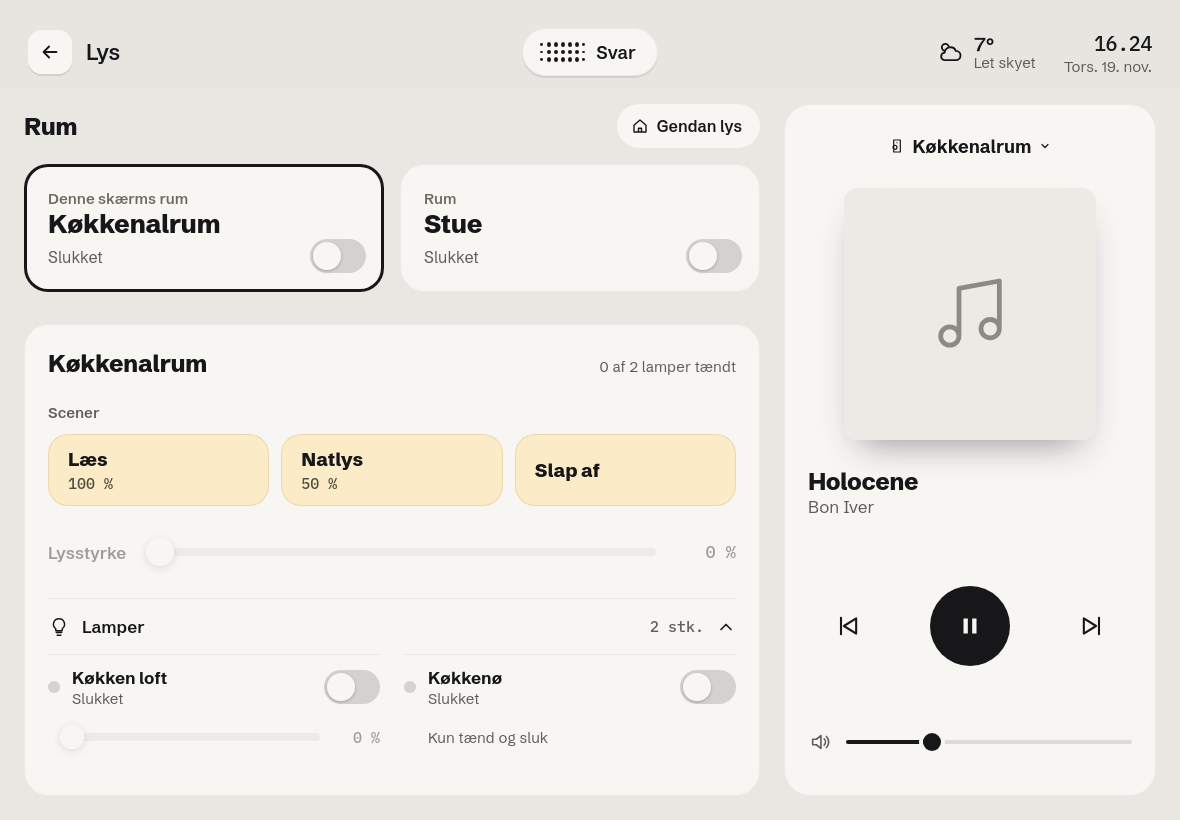 Lys
Svar
7°
Let skyet
16.24
Tors. 19. nov.
Rum
Gendan lys
Denne skærms rum
Køkkenalrum
Slukket
Rum
Stue
Slukket
Køkkenalrum
0 af 2 lamper tændt
Scener
Læs
100 %
Natlys
50 %
Slap af
Lysstyrke
0 %
Lamper
2 stk.
Køkken loft
Slukket
0 %
Køkkenø
Slukket
Kun tænd og sluk
Køkkenalrum
Holocene
Bon Iver